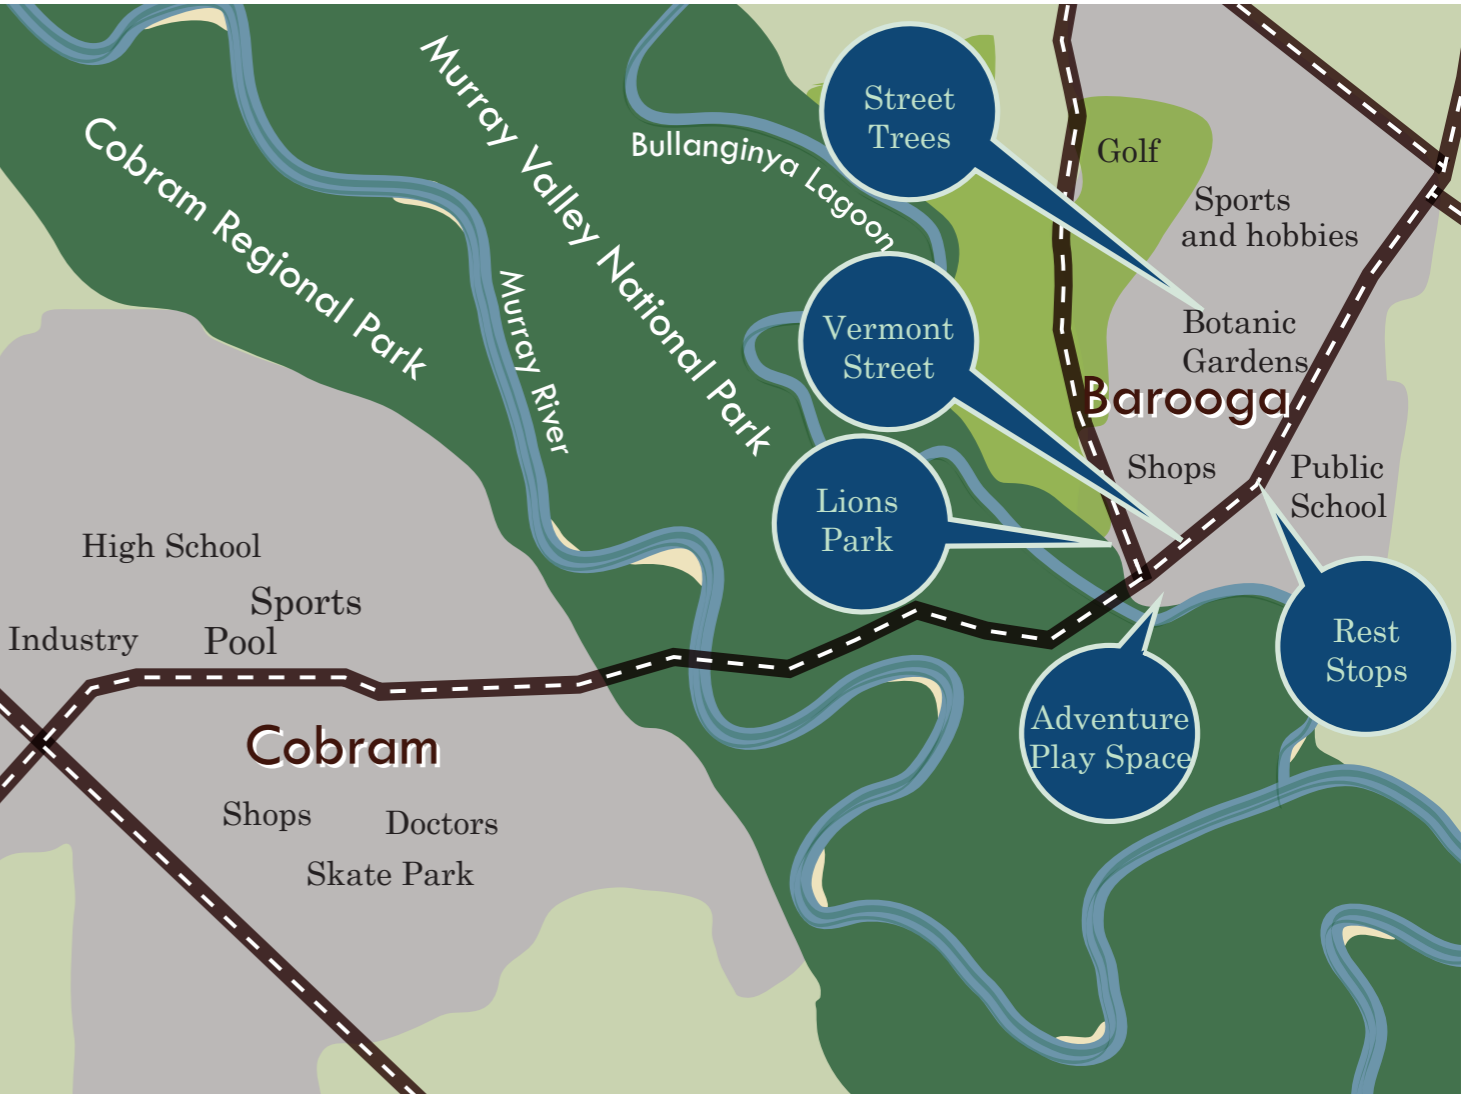 Street
Trees
Golf
Murray Valley National Park
Cobram Regional Park
Bullanginya Lagoon
Sports
and hobbies
Murray River
Vermont
Street
Botanic
Gardens
Barooga
Shops
Public
School
Lions
Park
High School
Sports
Industry
Pool
Rest
Stops
Adventure
Play Space
Cobram
Shops
Doctors
Skate Park